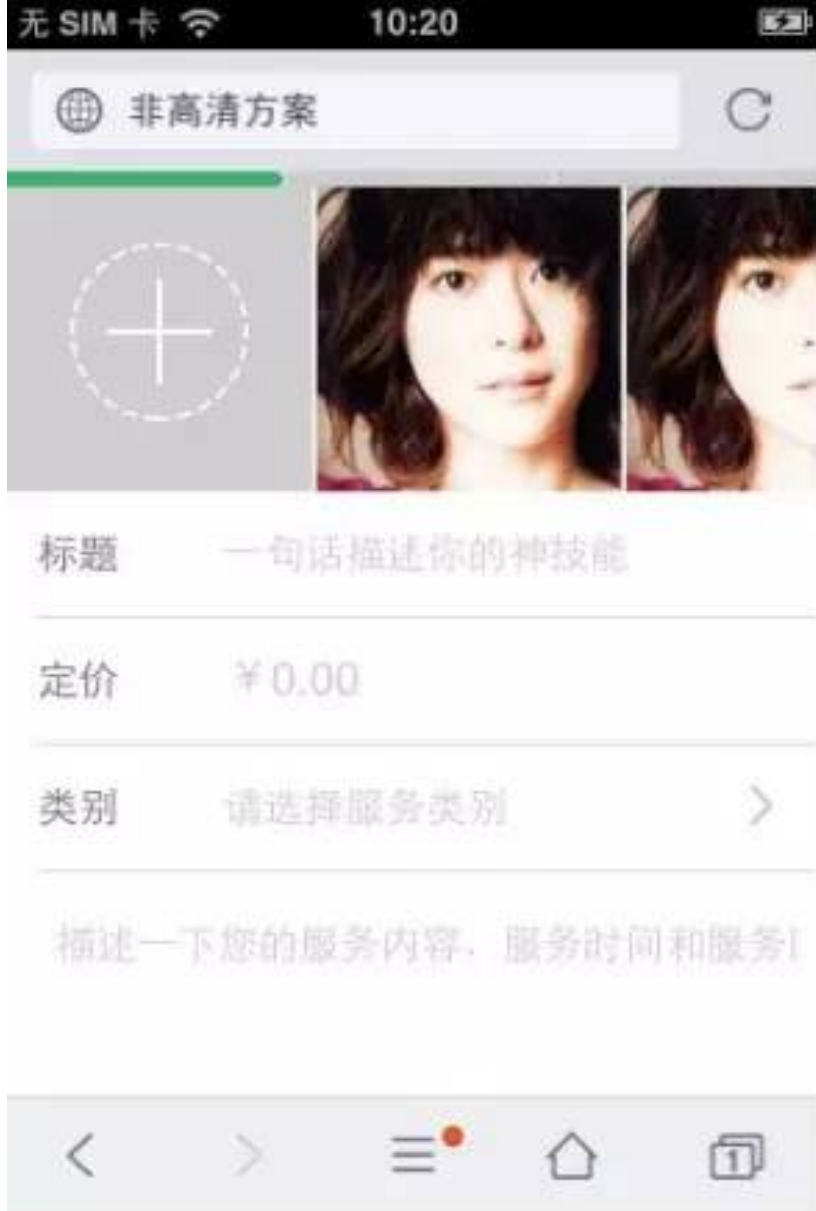 无 SIM 卡 10:20
非高清方案
标题 一句话描述你的神技能
定价 ¥0.00
类别 请选择服务类别
描述一下您的服务内容、服务时间和服务
1